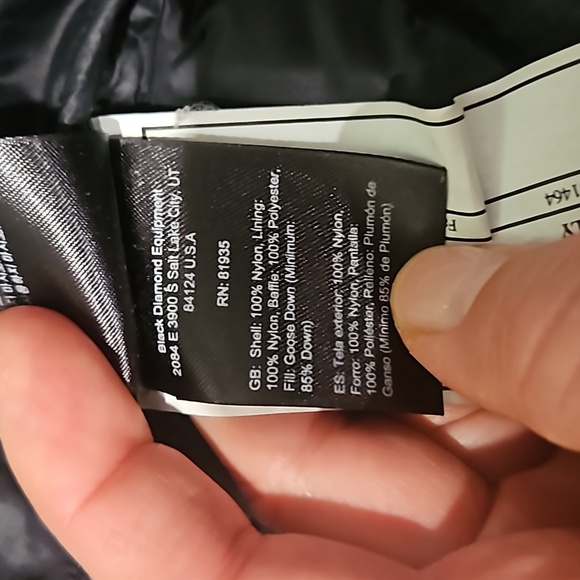 Black Diamond Equipment
2084 E 3900 S Salt Lake City, UT
84124 U.S.A
RN: 81935
GB: Shell: 100% Nylon, Lining:
100% Nylon, Baffle: 100% Polyester,
Fill: Goose Down (Minimum:
85% Down)
ES: Tela exterior: 100% Nylon,
Forro: 100% Nylon, Pantalla:
100% Poliéster, Relleno: Plumón de
Ganso (Mínimo 85% de Plumón)
1464
LY